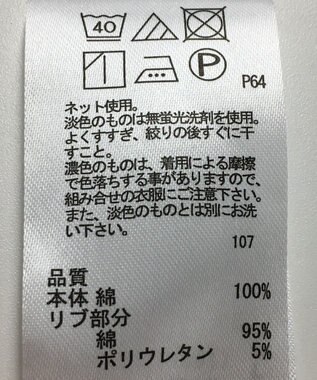 40
P
P64
ネット使用。
淡色のものは無蛍光洗剤を使用。
よくすすぎ、絞りの後すぐに干
すこと。
濃色のものは、着用による摩擦
で色落ちする事がありますので、
組み合せの衣服にご注意下さい。
また、淡色のものとは別にお洗
い下さい。
107
品質
本体 綿 100%
リブ部分
綿 95%
ポリウレタン 5%